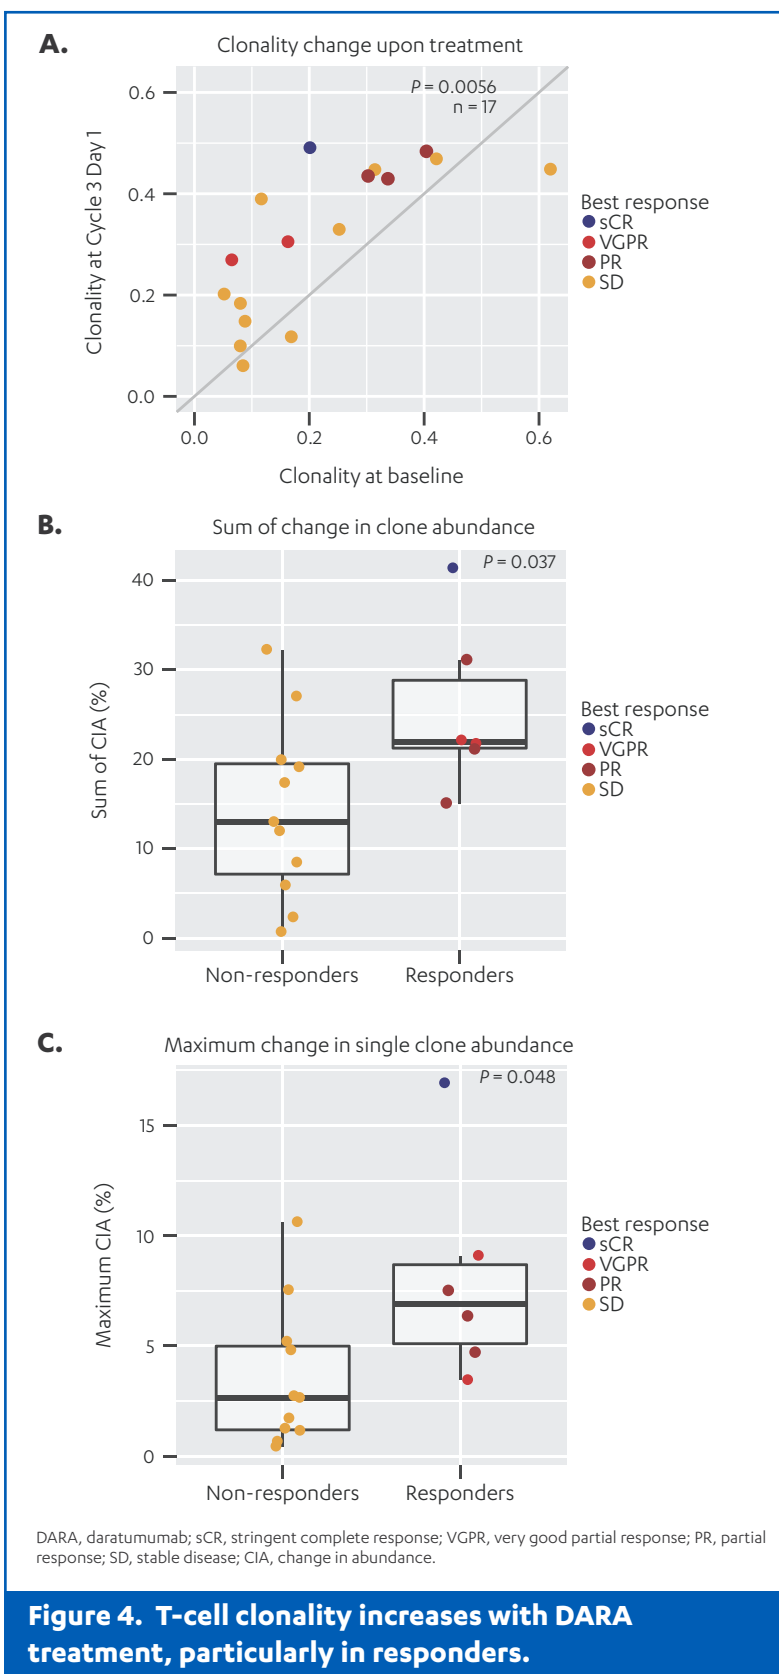 A.
Clonality change upon treatment
P = 0.0056
n = 17
Clonality at Cycle 3 Day 1
0.6
0.4
0.2
0.0
0.0 0.2 0.4 0.6
Clonality at baseline
Best response
sCR
VGPR
PR
SD
B.
Sum of change in clone abundance
P = 0.037
Sum of CIA (%)
40
30
20
10
0
Non-responders Responders
Best response
sCR
VGPR
PR
SD
C.
Maximum change in single clone abundance
P = 0.048
Maximum CIA (%)
15
10
5
0
Non-responders Responders
Best response
sCR
VGPR
PR
SD
DARA, daratumumab; sCR, stringent complete response; VGPR, very good partial response; PR, partial
response; SD, stable disease; CIA, change in abundance.
Figure 4. T-cell clonality increases with DARA
treatment, particularly in responders.